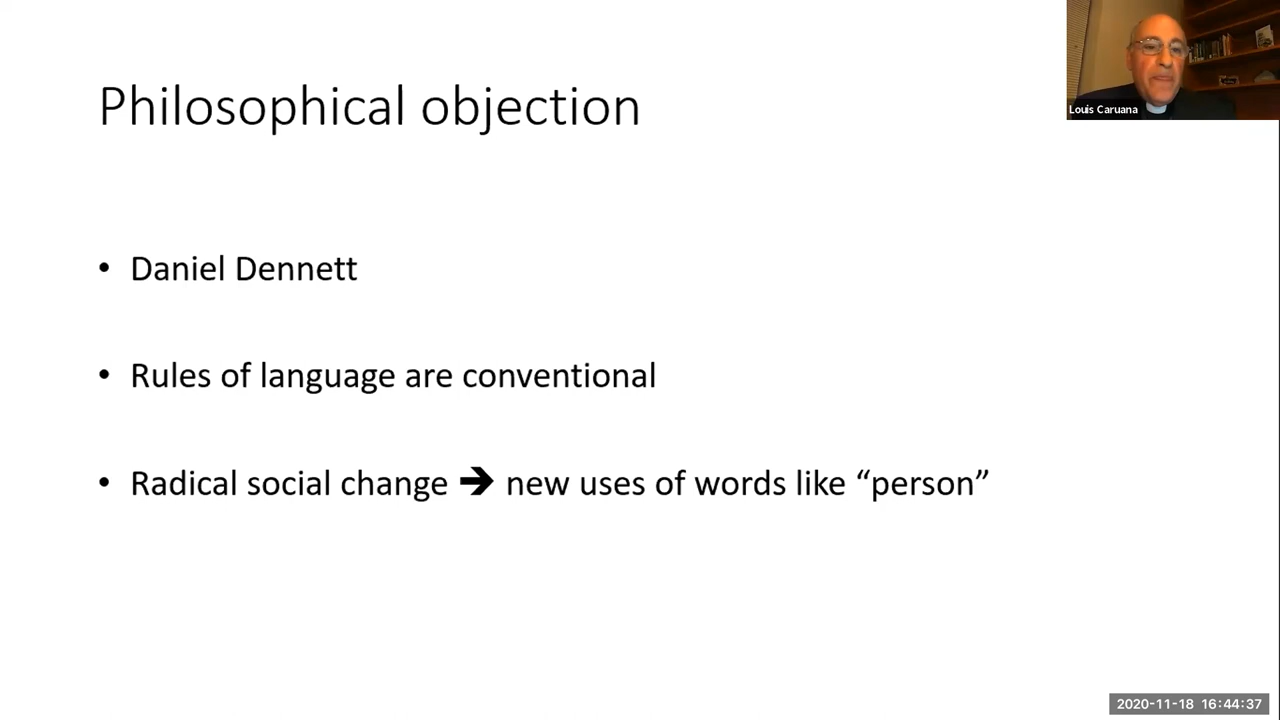 Philosophical objection
Louis Caruana
• Daniel Dennett
• Rules of language are conventional
• Radical social change ➔ new uses of words like “person”
2020-11-18 16:44:37